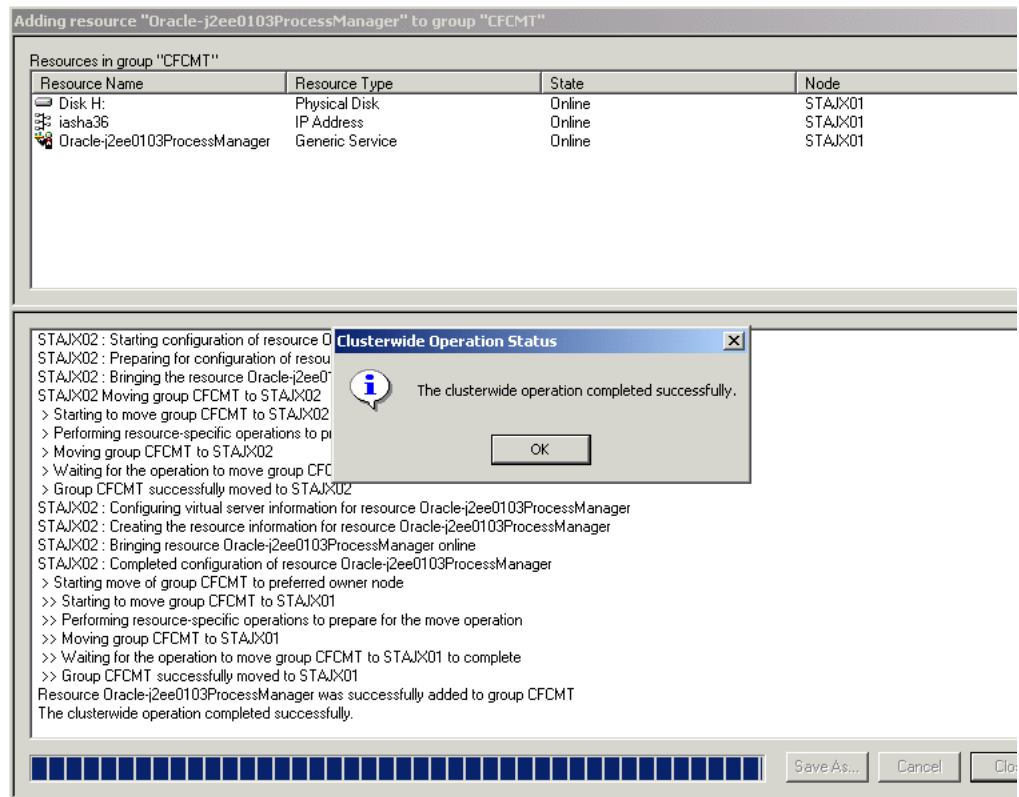 Adding resource "Oracle-j2ee0103ProcessManager" to group "CFCMT"
Resources in group "CFCMT"
Resource Name Resource Type State Node
Disk H: Physical Disk Online STAJX01
iasha36 IP Address Online STAJX01
Oracle-j2ee0103ProcessManager Generic Service Online STAJX01
STAJX02 : Starting configuration of resource O
STAJX02 : Preparing for configuration of resou
STAJX02 : Bringing the resource Oracle-j2ee0
STAJX02 Moving group CFCMT to STAJX02
> Starting to move group CFCMT to STAJX02
> Performing resource-specific operations to pr
> Moving group CFCMT to STAJX02
> Waiting for the operation to move group CFC
> Group CFCMT successfully moved to STAJX02
Clusterwide Operation Status
The clusterwide operation completed successfully.
OK
STAJX02 : Configuring virtual server information for resource Oracle-j2ee0103ProcessManager
STAJX02 : Creating the resource information for resource Oracle-j2ee0103ProcessManager
STAJX02 : Bringing resource Oracle-j2ee0103ProcessManager online
STAJX02 : Completed configuration of resource Oracle-j2ee0103ProcessManager
> Starting move of group CFCMT to preferred owner node
>> Starting to move group CFCMT to STAJX01
>> Performing resource-specific operations to prepare for the move operation
>> Moving group CFCMT to STAJX01
>> Waiting for the operation to move group CFCMT to STAJX01 to complete
>> Group CFCMT successfully moved to STAJX01
Resource Oracle-j2ee0103ProcessManager was successfully added to group CFCMT
The clusterwide operation completed successfully.
Save As... Cancel Clo